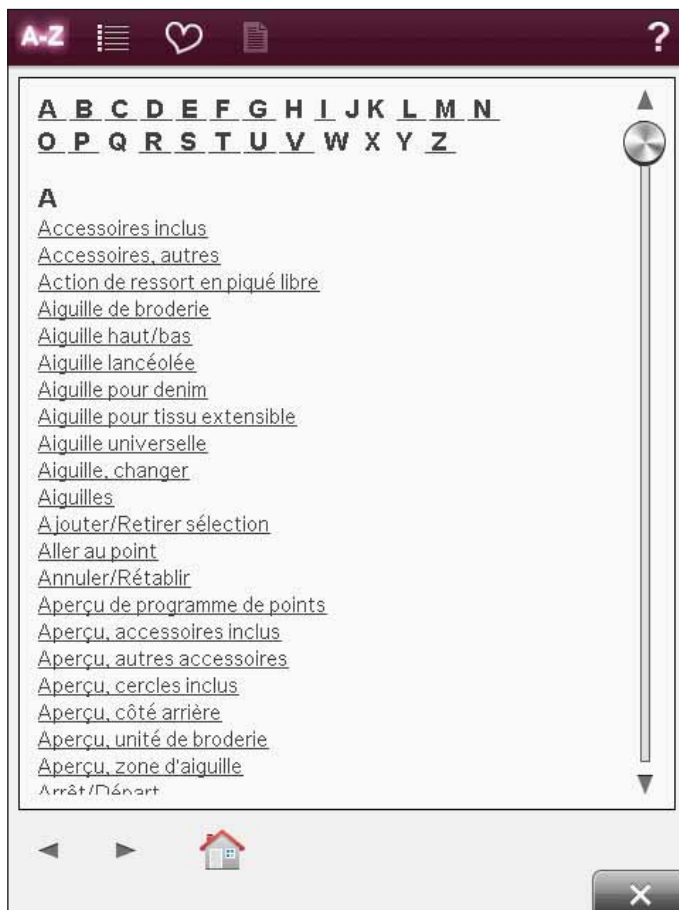 A-Z ?
A B C D E F G H I J K L M N
O P Q R S T U V W X Y Z
A
Accessoires inclus
Accessoires, autres
Action de ressort en piqué libre
Aiguille de broderie
Aiguille haut/bas
Aiguille lancéolée
Aiguille pour denim
Aiguille pour tissu extensible
Aiguille universelle
Aiguille, changer
Aiguilles
Ajouter/Retirer sélection
Aller au point
Annuler/Rétablir
Aperçu de programme de points
Aperçu, accessoires inclus
Aperçu, autres accessoires
Aperçu, cercles inclus
Aperçu, côté arrière
Aperçu, unité de broderie
Aperçu, zone d'aiguille
Arrêt/Départ